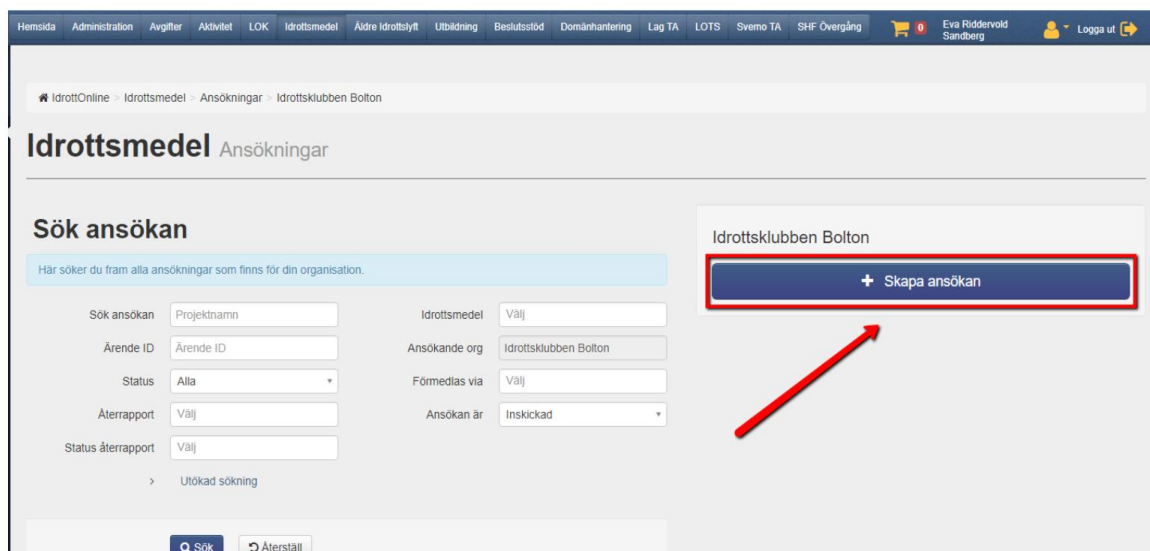 Hemsida Administration Avgifter Aktivitet LOK Idrottsmedel Äldre Idrottslyft Utbildning Beslutsstöd Domänhantering Lag TA LOTS Svemo TA SHF Övergång 0 Eva Riddervold Sandberg Logga ut
IdrottOnline > Idrottsmedel > Ansökningar > Idrottsklubben Bolton
Idrottsmedel Ansökningar
Sök ansökan
Här söker du fram alla ansökningar som finns för din organisation.
Sök ansökan Projektnamn Idrottsmedel Välj
Ärende ID Ärende ID Ansökande org Idrottsklubben Bolton
Status Alla Förmedlas via Välj
Återrapport Välj Ansökan är Inskickad
Status återrapport Välj
> Utökad sökning
Sök Återställ
Idrottsklubben Bolton
+ Skapa ansökan